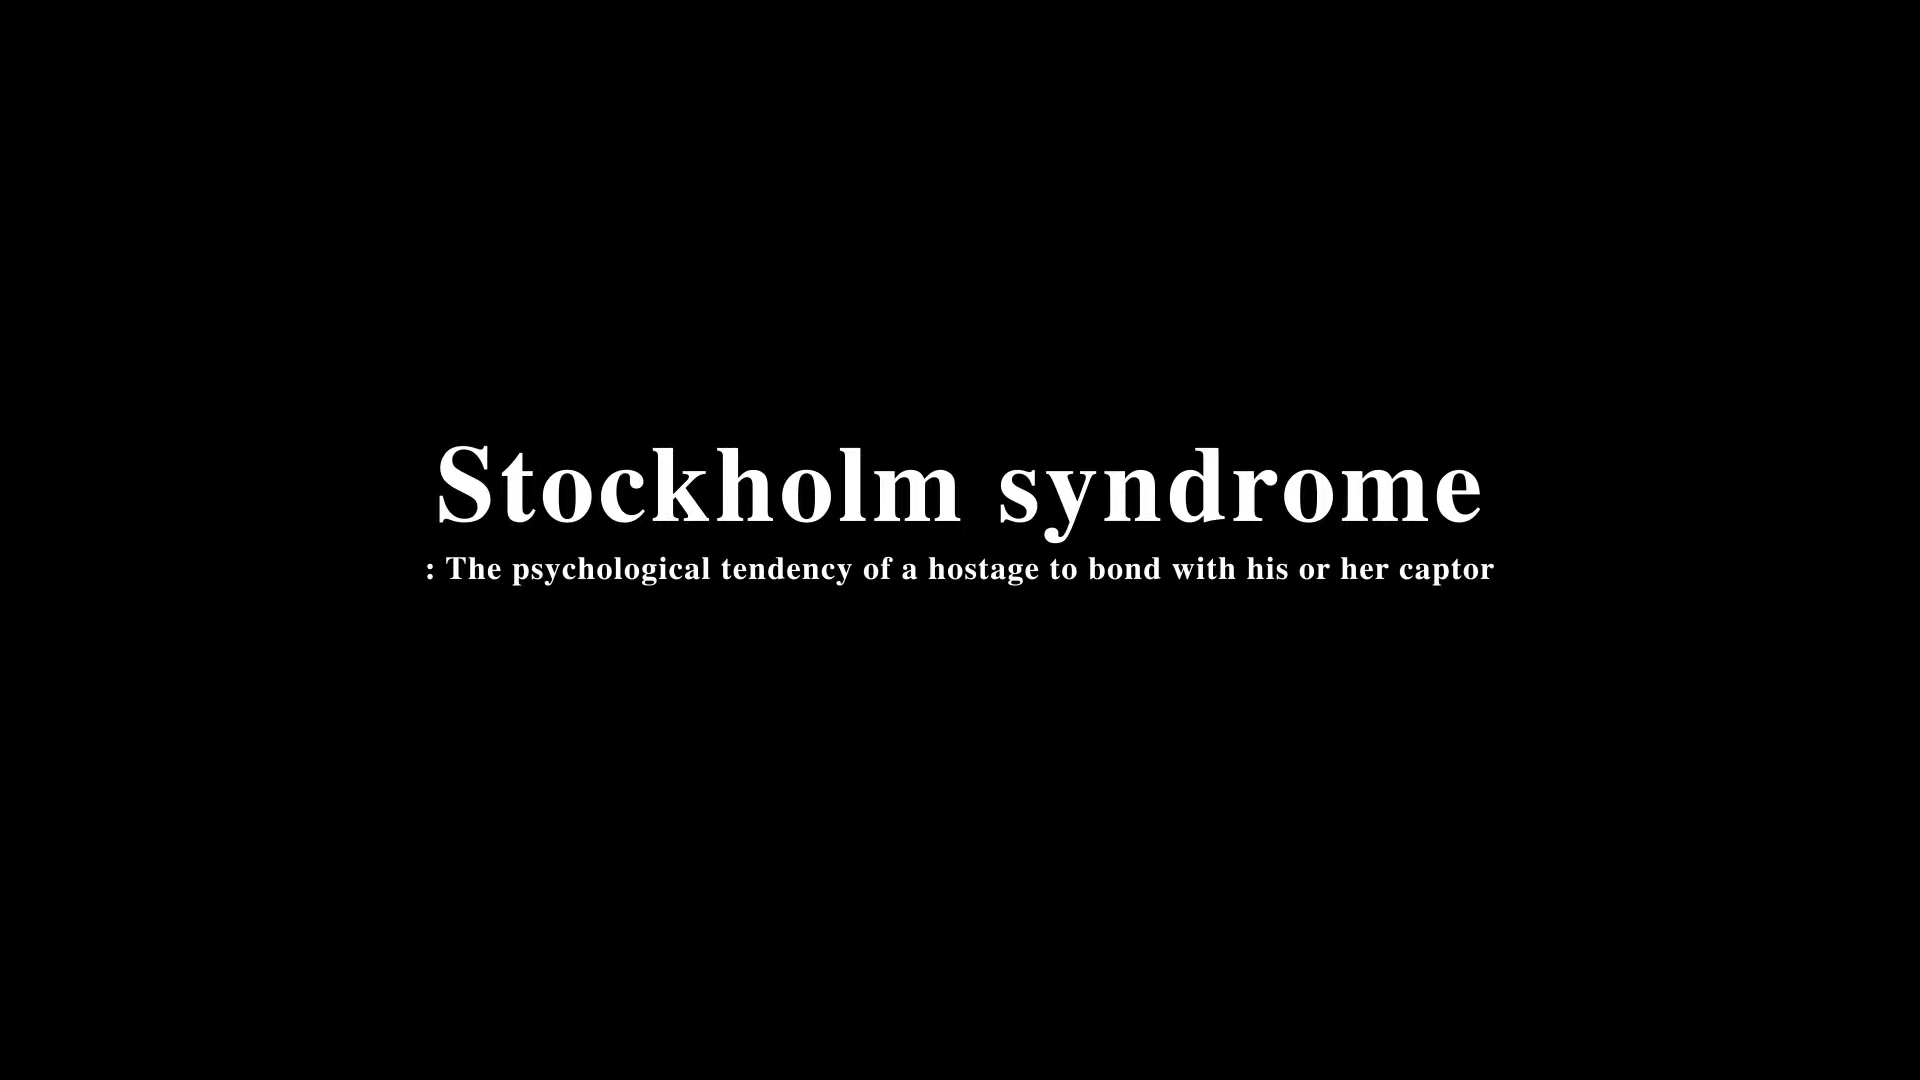 Stockholm syndrome
: The psychological tendency of a hostage to bond with his or her captor